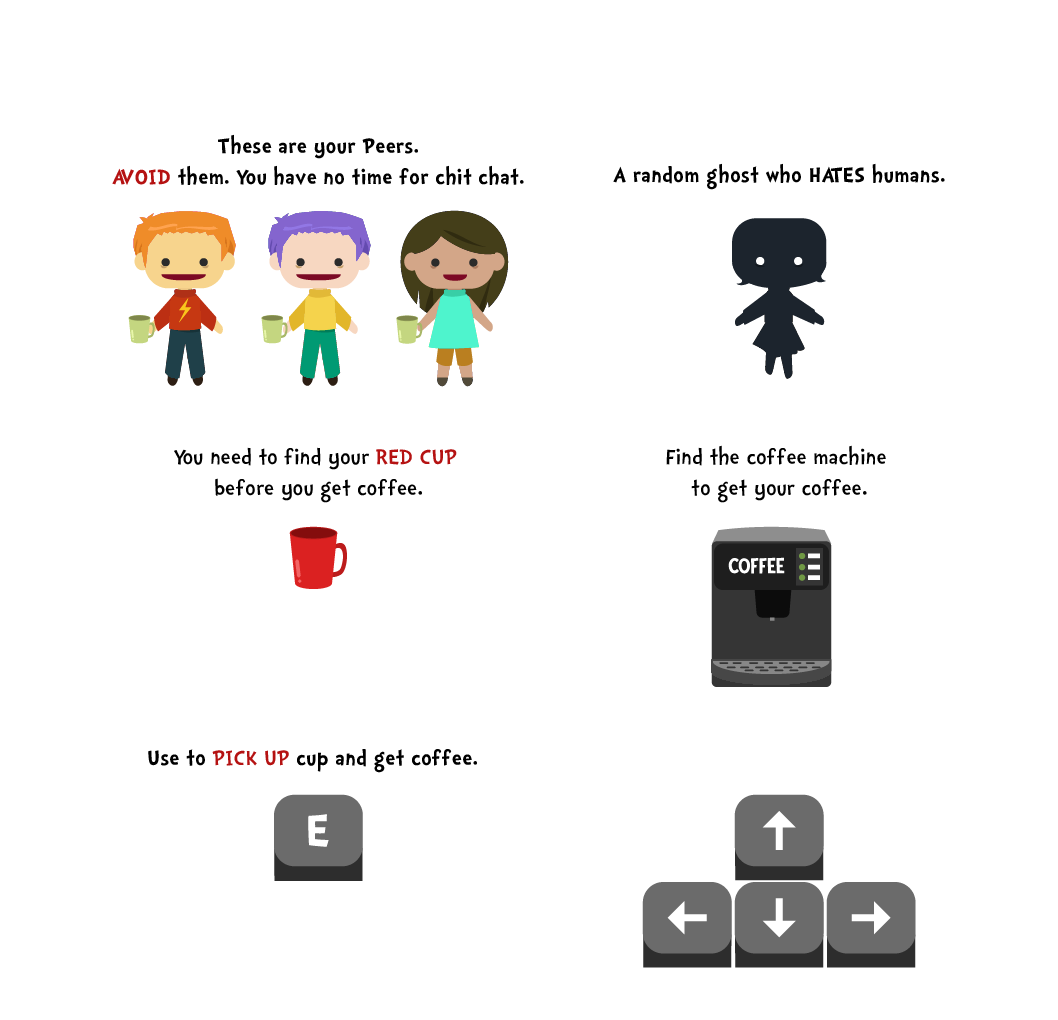 These are your Peers.
AVOID them. You have no time for chit chat.
A random ghost who HATES humans.
You need to find your RED CUP
before you get coffee.
Find the coffee machine
to get your coffee.
COFFEE
Use to PICK UP cup and get coffee.
E